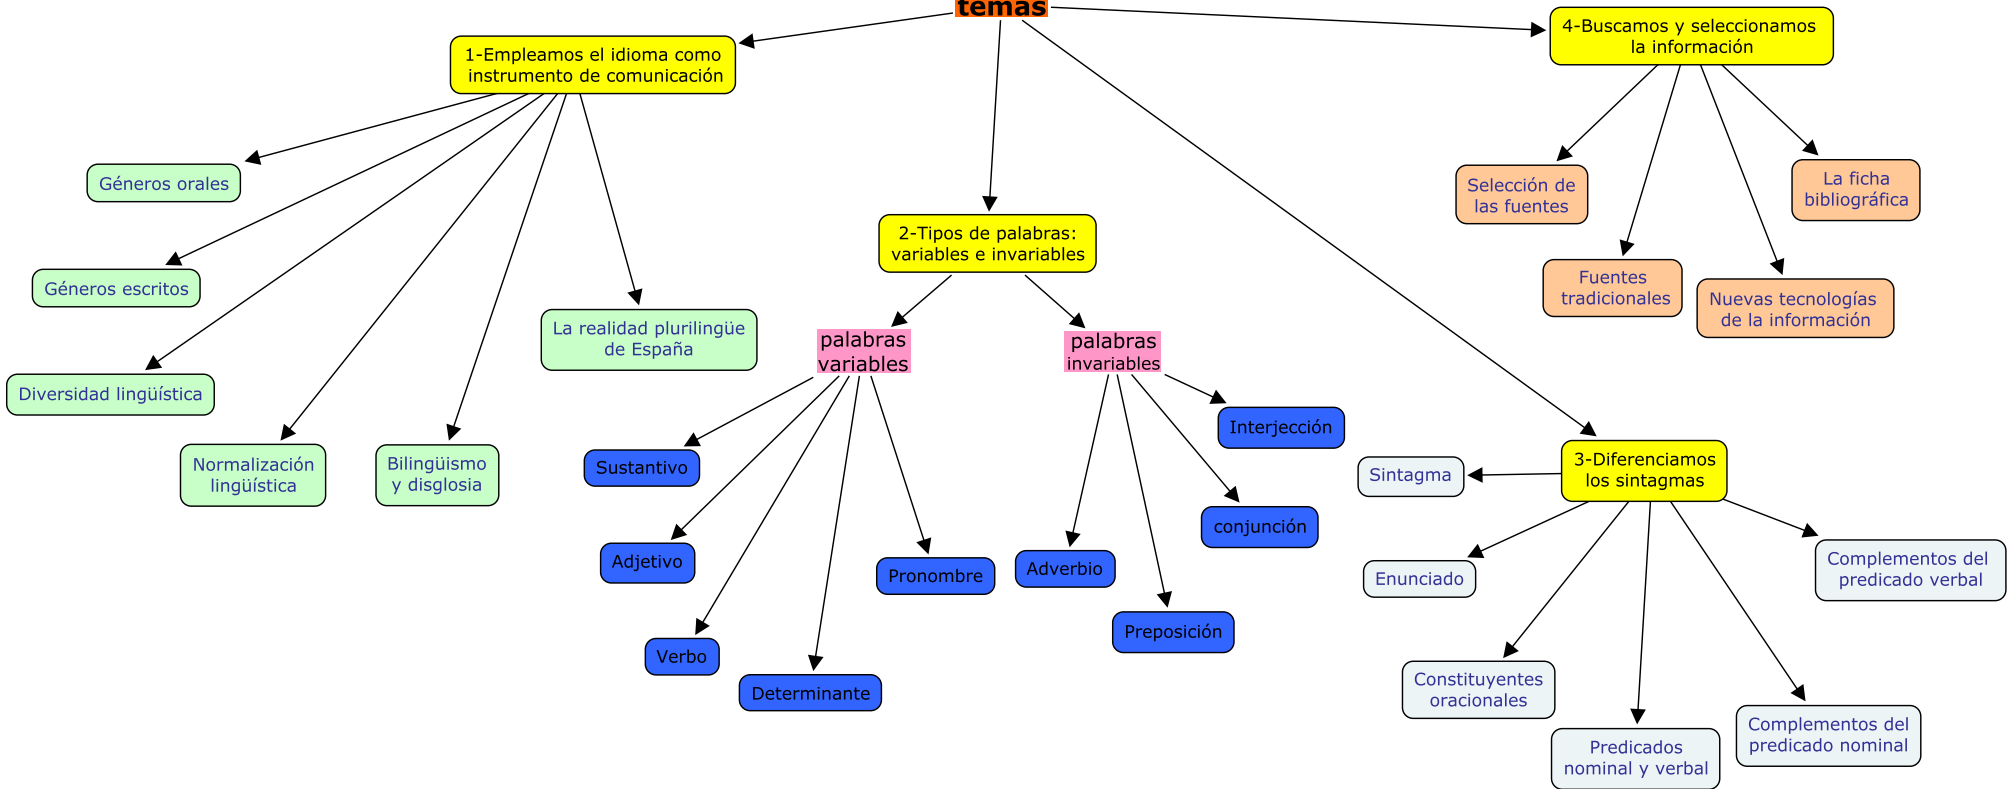 temas
1-Empleamos el idioma como
instrumento de comunicación
Géneros orales
Géneros escritos
Diversidad lingüística
Normalización
lingüística
Bilingüismo
y disglosia
La realidad plurilingüe
de España
2-Tipos de palabras:
variables e invariables
palabras
variables
Sustantivo
Adjetivo
Verbo
Determinante
Pronombre
palabras
invariables
Adverbio
Preposición
conjunción
Interjección
3-Diferenciamos
los sintagmas
Sintagma
Enunciado
Constituyentes
oracionales
Predicados
nominal y verbal
Complementos del
predicado nominal
Complementos del
predicado verbal
4-Buscamos y seleccionamos
la información
Selección de
las fuentes
Fuentes
tradicionales
Nuevas tecnologías
de la información
La ficha
bibliográfica